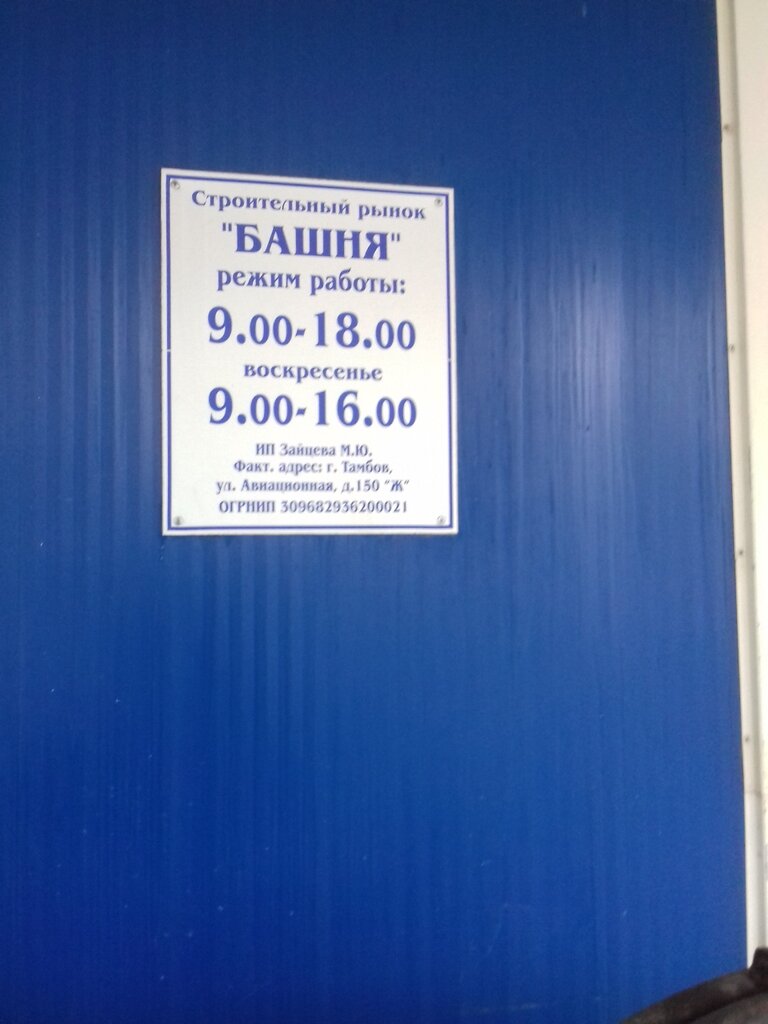 Строительный рынок
"БАШНЯ"
режим работы:
9.00-18.00
воскресенье
9.00-16.00
ИП Зайцева М.Ю.
Факт. адрес: г. Тамбов,
ул. Авиационная, д.150 "Ж"
ОГРНИП 309682936200021